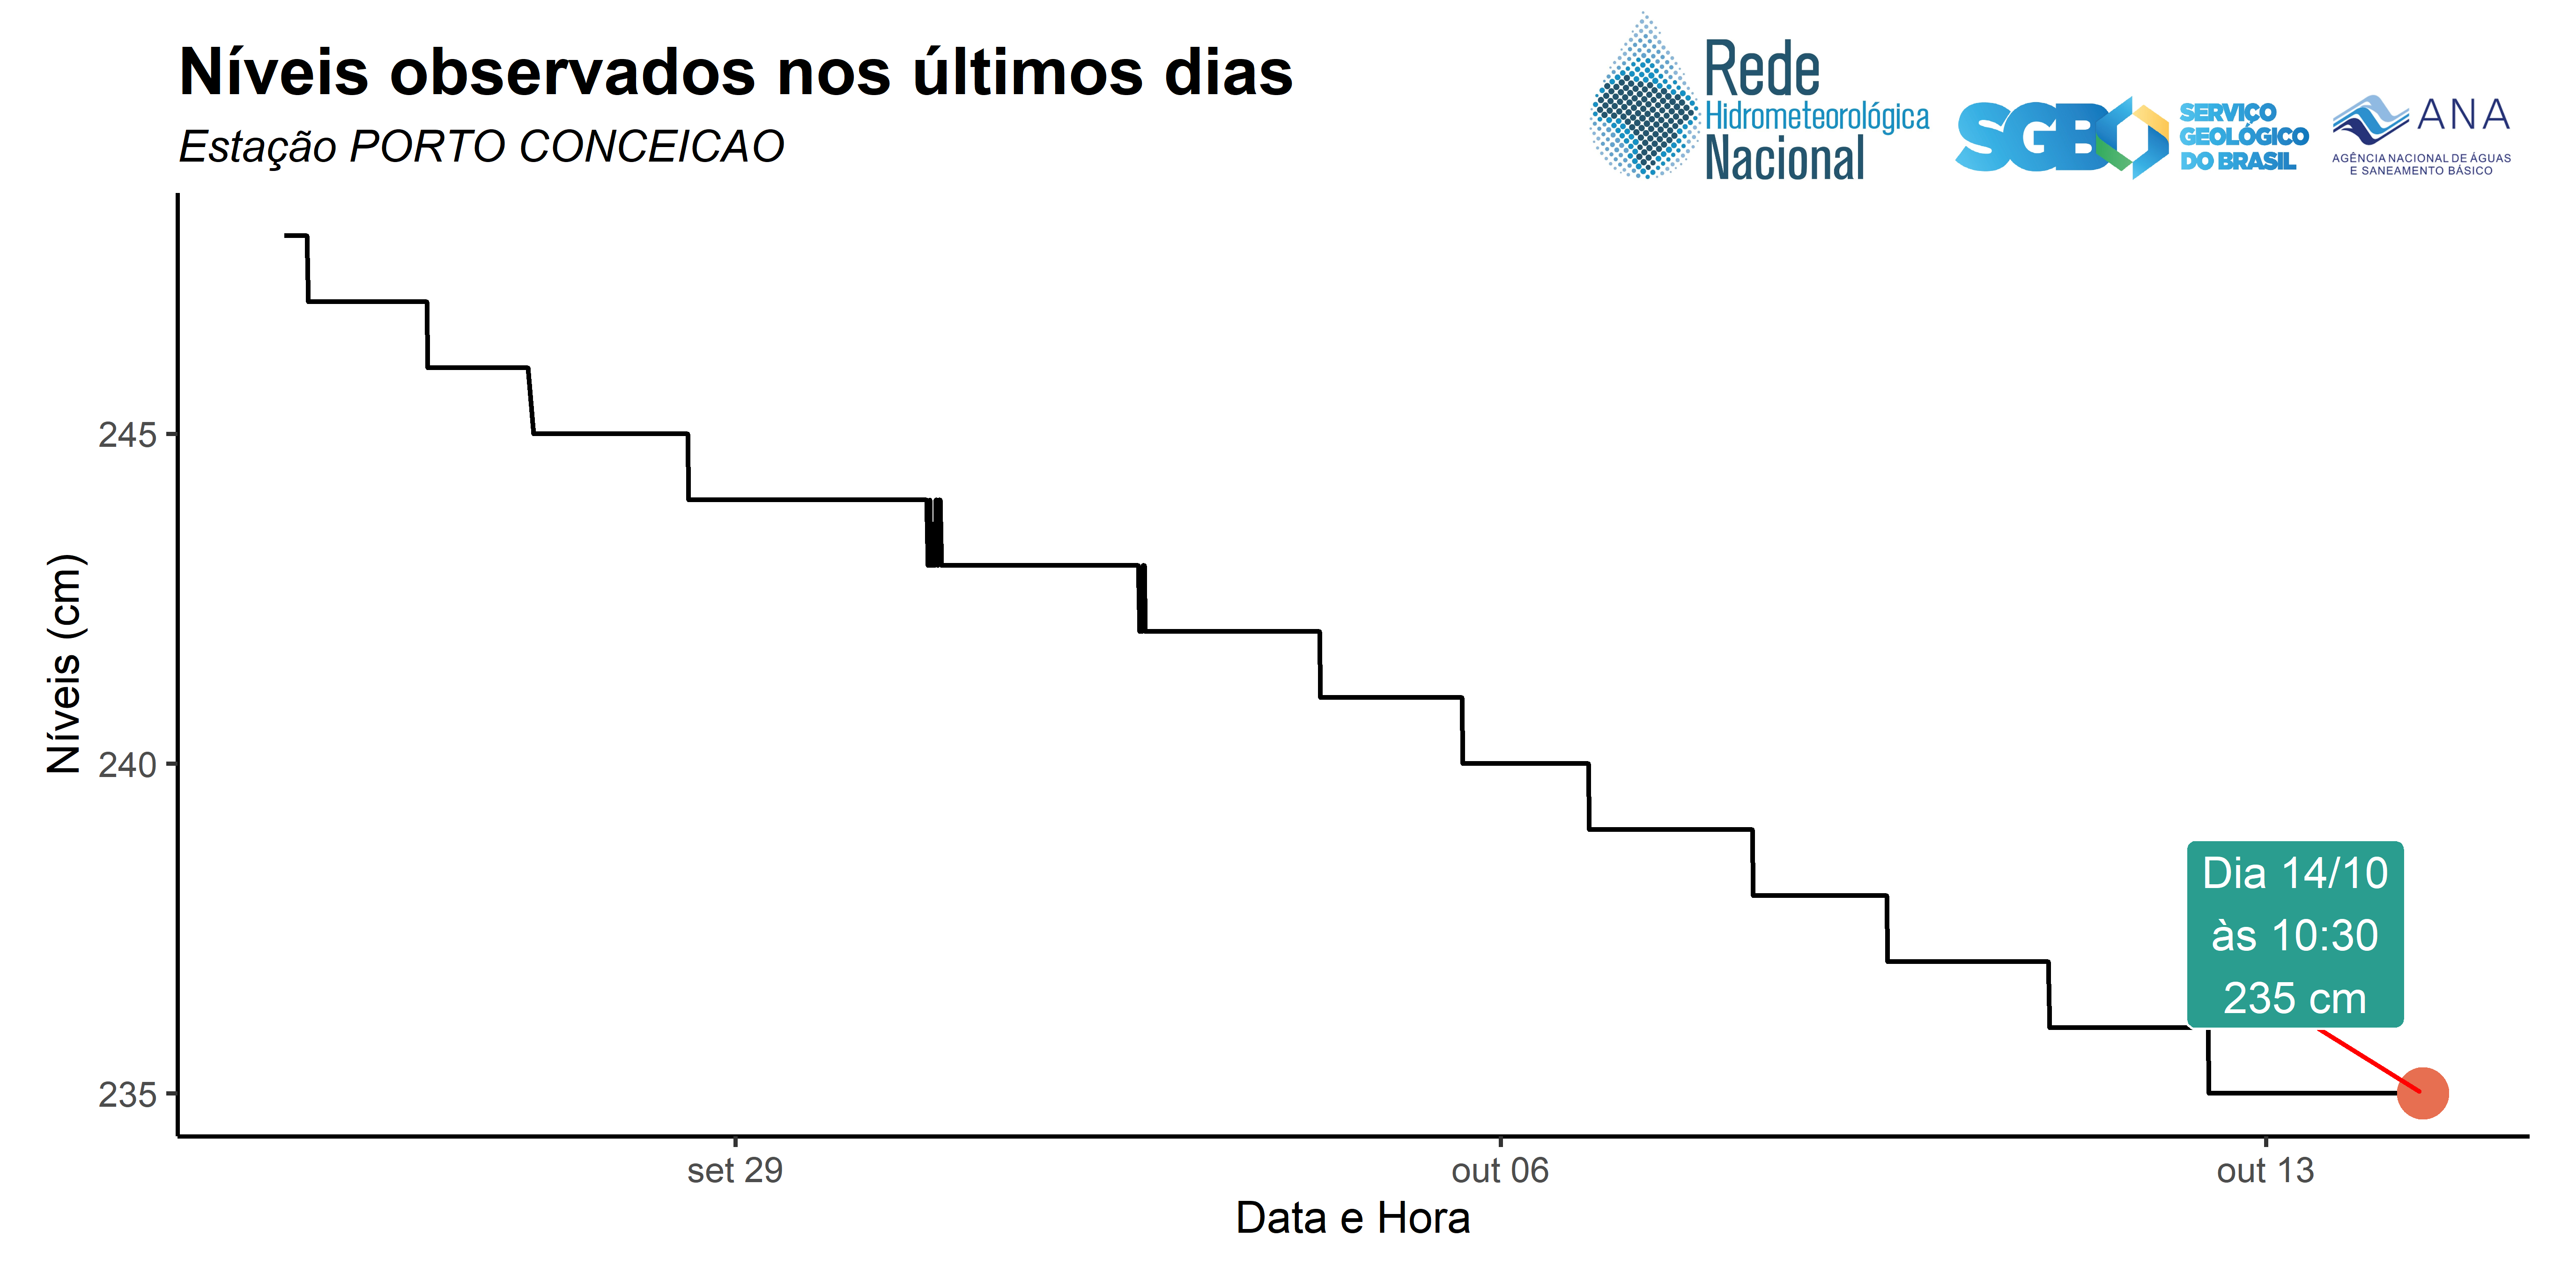 Níveis observados nos últimos dias
Estação PORTO CONCEICAO
Rede
Hidrometeorológica
Nacional
SGB
SERVIÇO
GEOLÓGICO
DO BRASIL
ANA
AGÊNCIA NACIONAL DE ÁGUAS
E SANEAMENTO BÁSICO
Níveis (cm)
245
240
235
Dia 14/10
às 10:30
235 cm
set 29
out 06
out 13
Data e Hora